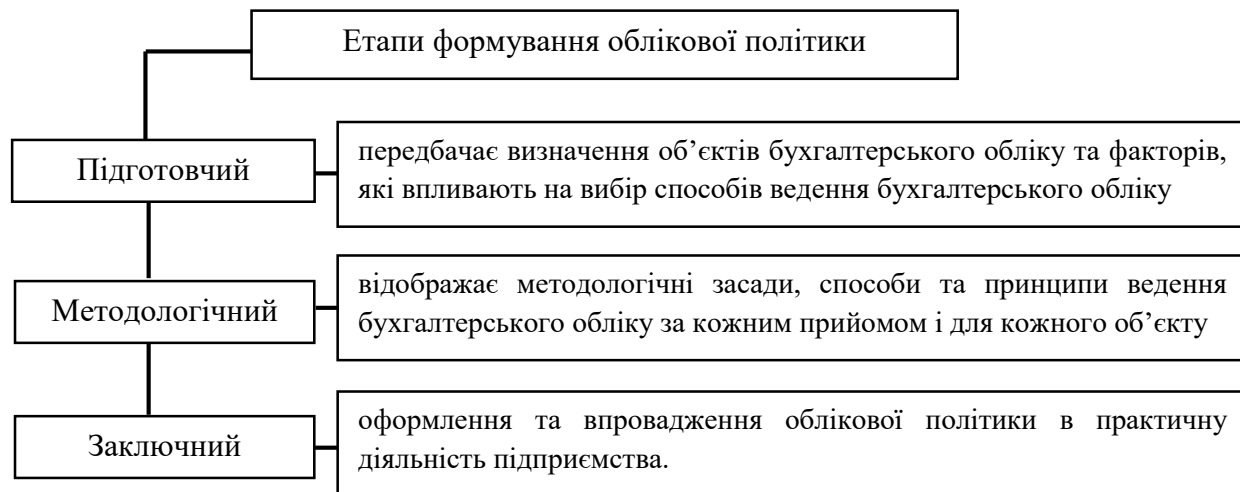 Етапи формування облікової політики
Підготовчий
передбачає визначення об’єктів бухгалтерського обліку та факторів,
які впливають на вибір способів ведення бухгалтерського обліку
Методологічний
відображає методологічні засади, способи та принципи ведення
бухгалтерського обліку за кожним прийомом і для кожного об’єкту
Заключний
оформлення та впровадження облікової політики в практичну
діяльність підприємства.